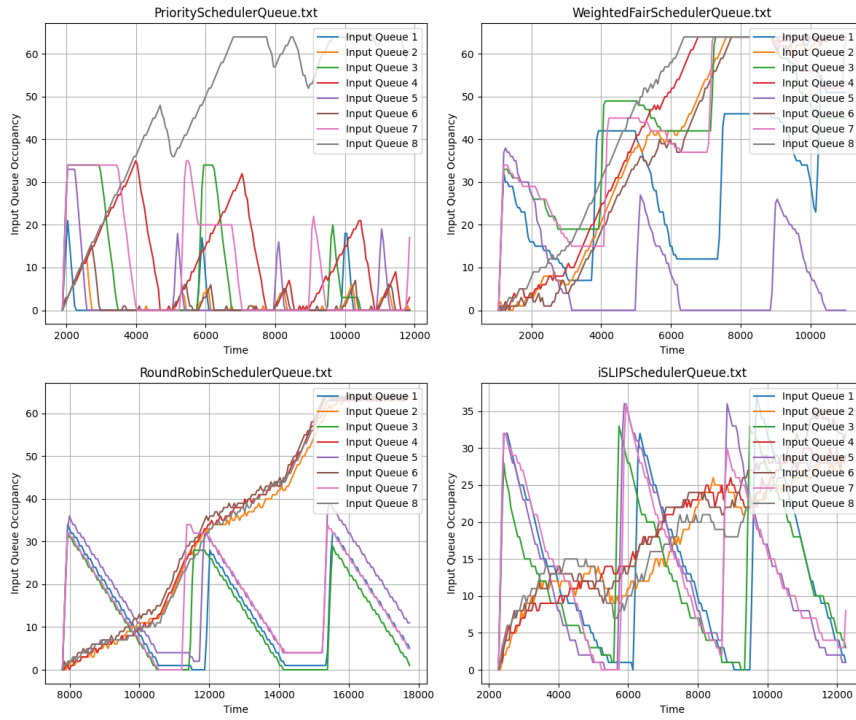 PrioritySchedulerQueue.txt
Input Queue Occupancy
60
50
40
30
20
10
0
Input Queue 1
Input Queue 2
Input Queue 3
Input Queue 4
Input Queue 5
Input Queue 6
Input Queue 7
Input Queue 8
2000 4000 6000 8000 10000 12000
Time
WeightedFairSchedulerQueue.txt
Input Queue Occupancy
60
50
40
30
20
10
0
Input Queue 1
Input Queue 2
Input Queue 3
Input Queue 4
Input Queue 5
Input Queue 6
Input Queue 7
Input Queue 8
2000 4000 6000 8000 10000
Time
RoundRobinSchedulerQueue.txt
Input Queue Occupancy
60
50
40
30
20
10
0
Input Queue 1
Input Queue 2
Input Queue 3
Input Queue 4
Input Queue 5
Input Queue 6
Input Queue 7
Input Queue 8
8000 10000 12000 14000 16000 18000
Time
iSLIPSchedulerQueue.txt
Input Queue Occupancy
35
30
25
20
15
10
5
0
Input Queue 1
Input Queue 2
Input Queue 3
Input Queue 4
Input Queue 5
Input Queue 6
Input Queue 7
Input Queue 8
2000 4000 6000 8000 10000 12000
Time